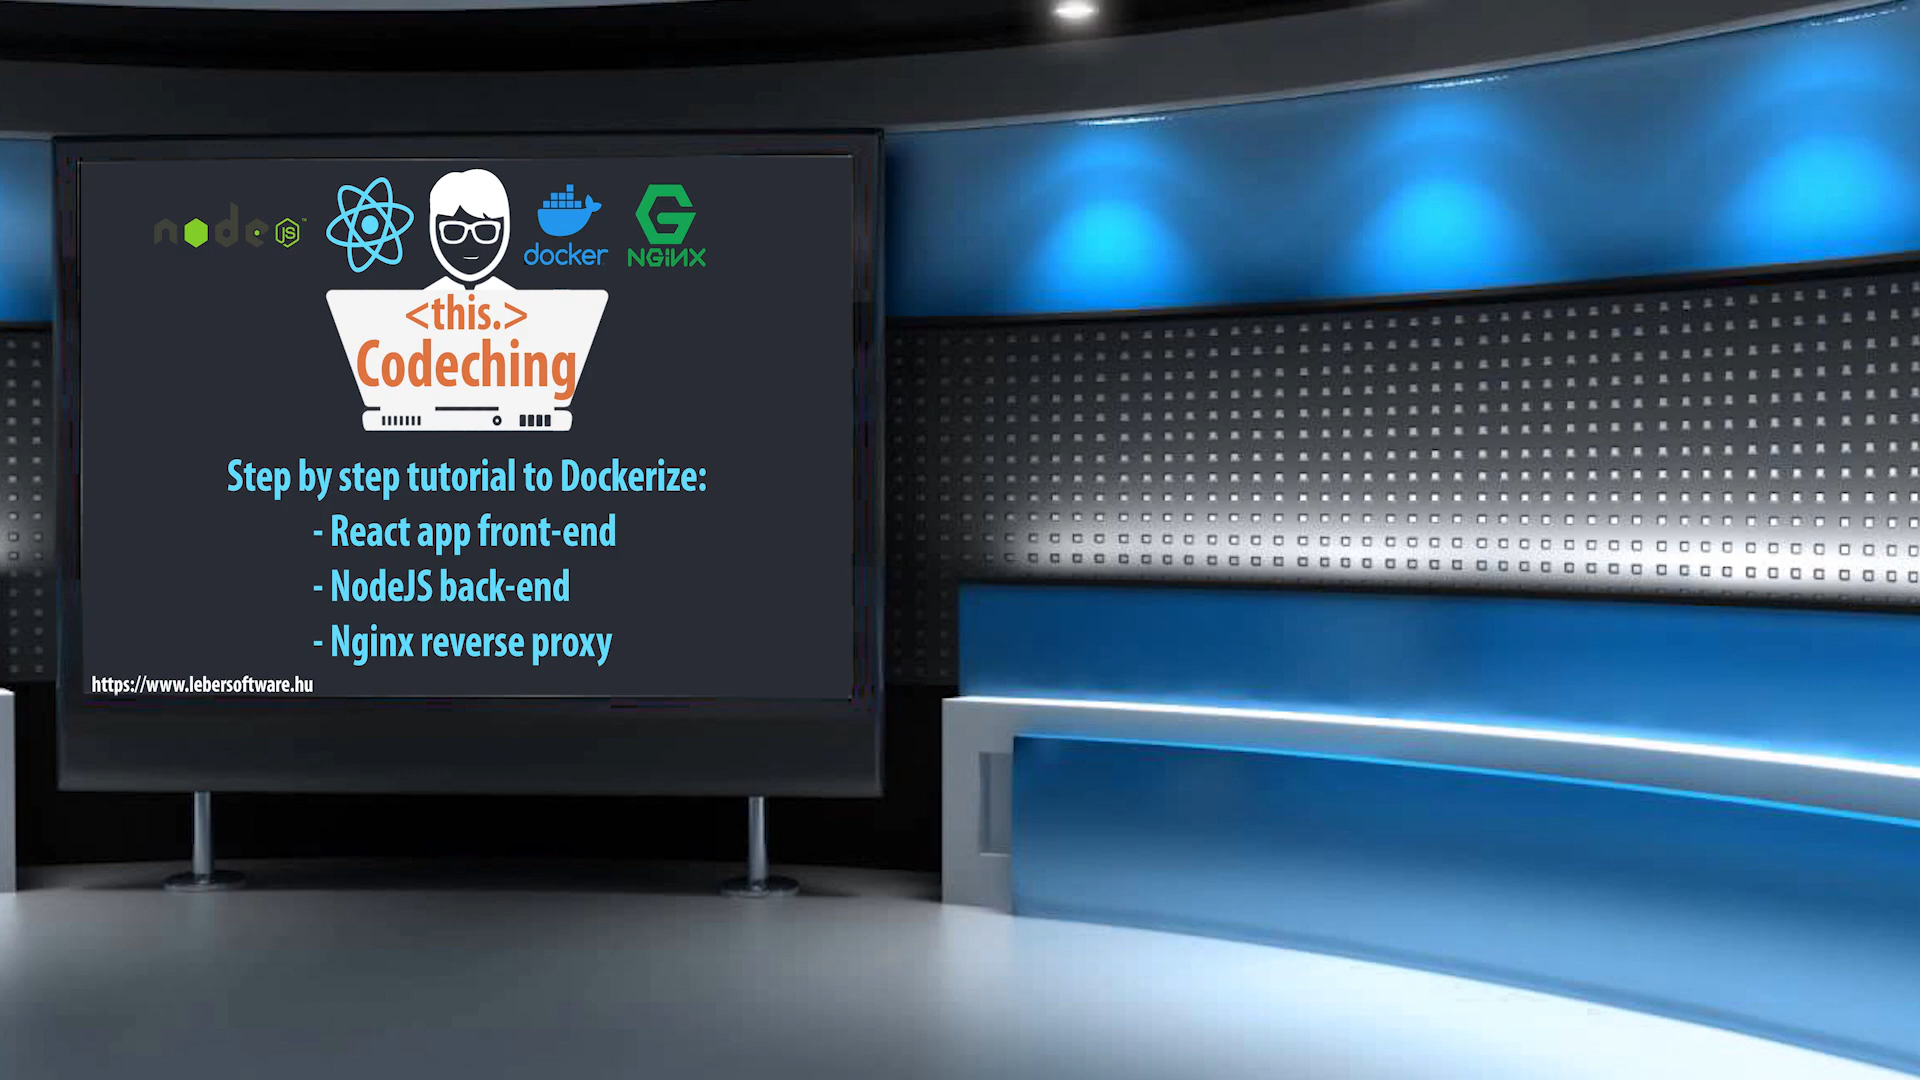 node JS ™
docker
NGINX
<this.>
Codeching
Step by step tutorial to Dockerize:
- React app front-end
- NodeJS back-end
- Nginx reverse proxy
https://www.lebersoftware.hu